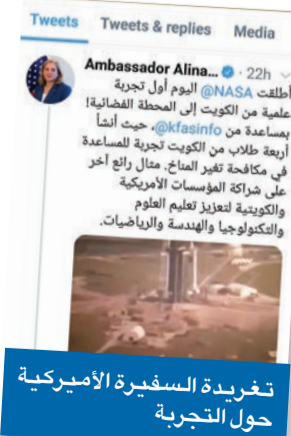 Tweets Tweets & replies Media
Ambassador Alina... · 22h
أطلقت @NASA اليوم أول تجربة
علمية من الكويت إلى المحطة الفضائية!
بمساعدة من @kfasinfo، حيث أنشأ
أربعة طلاب من الكويت تجربة للمساعدة
في مكافحة تغير المناخ. مثال رائع آخر
على شراكة المؤسسات الأمريكية
والكويتية لتعزيز تعليم العلوم
والتكنولوجيا والهندسة والرياضيات.
تغريدة السفيرة الأميركية
حول التجربة